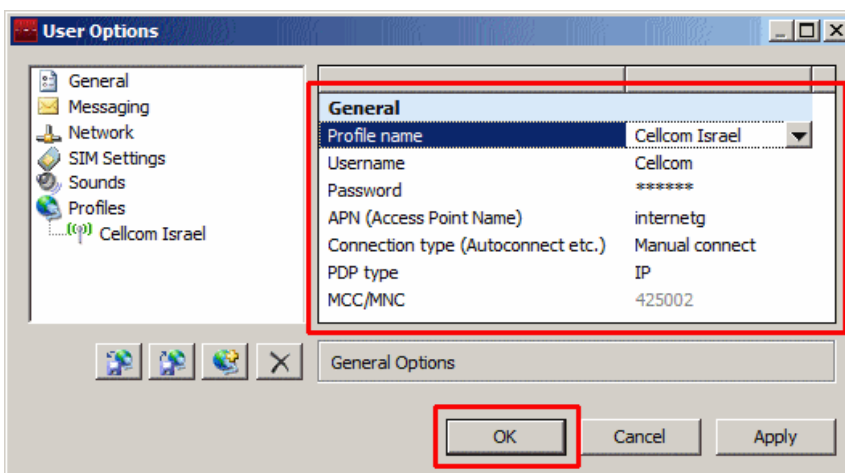 User Options
General
Messaging
Network
SIM Settings
Sounds
Profiles
Cellcom Israel
General
Profile name Cellcom Israel
Username Cellcom
Password ******
APN (Access Point Name) internetg
Connection type (Autoconnect etc.) Manual connect
PDP type IP
MCC/MNC 425002
General Options
OK Cancel Apply